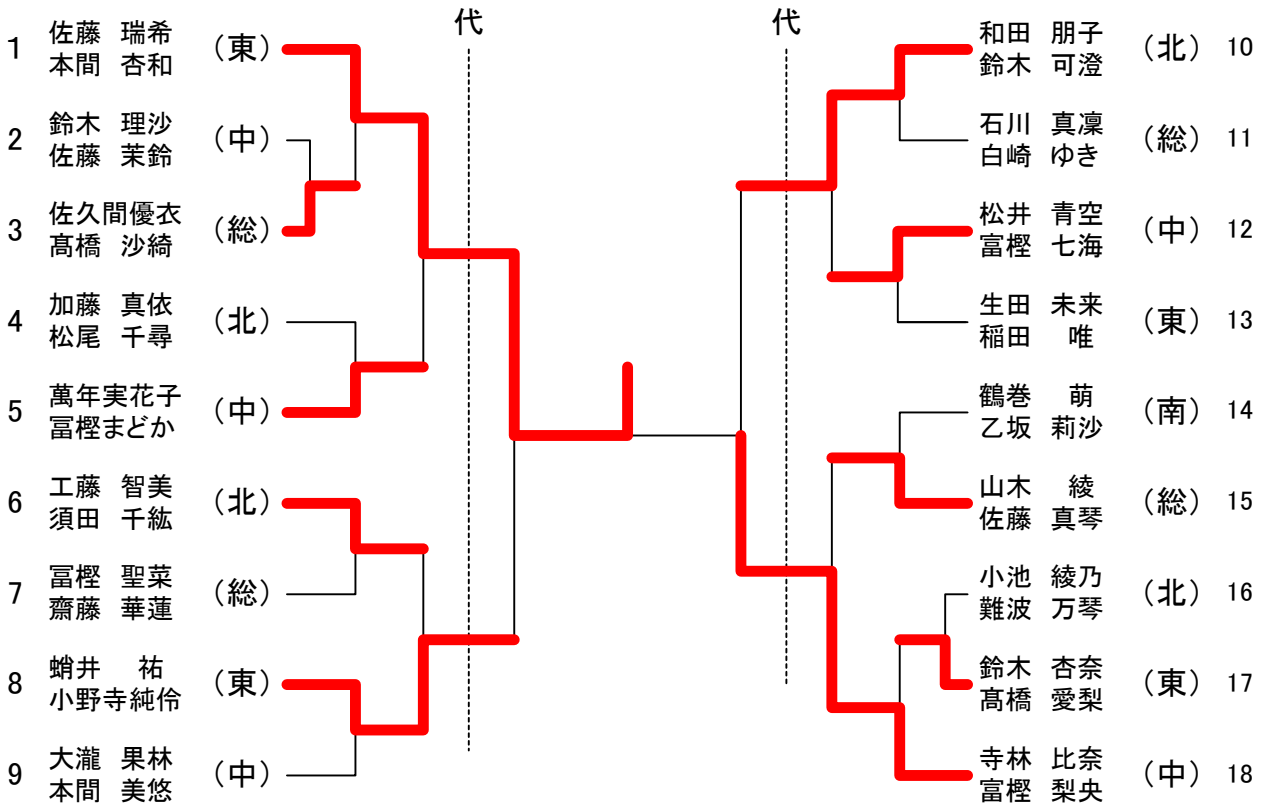 代
代
1 佐藤 瑞希 (東)
本間 杏和
2 鈴木 理沙 (中)
佐藤 茉鈴
3 佐久間優衣 (総)
髙橋 沙綺
4 加藤 真依 (北)
松尾 千尋
5 萬年実花子 (中)
冨樫まどか
6 工藤 智美 (北)
須田 千紘
7 冨樫 聖菜 (総)
齋藤 華蓮
8 蛸井 祐 (東)
小野寺純伶
9 大瀧 果林 (中)
本間 美悠
和田 朋子 (北) 10
鈴木 可澄
石川 真凜 (総) 11
白崎 ゆき
松井 青空 (中) 12
富樫 七海
生田 未来 (東) 13
稲田 唯
鶴巻 萌 (南) 14
乙坂 莉沙
山木 綾 (総) 15
佐藤 真琴
小池 綾乃 (北) 16
難波 万琴
鈴木 杏奈 (東) 17
髙橋 愛梨
寺林 比奈 (中) 18
富樫 梨央